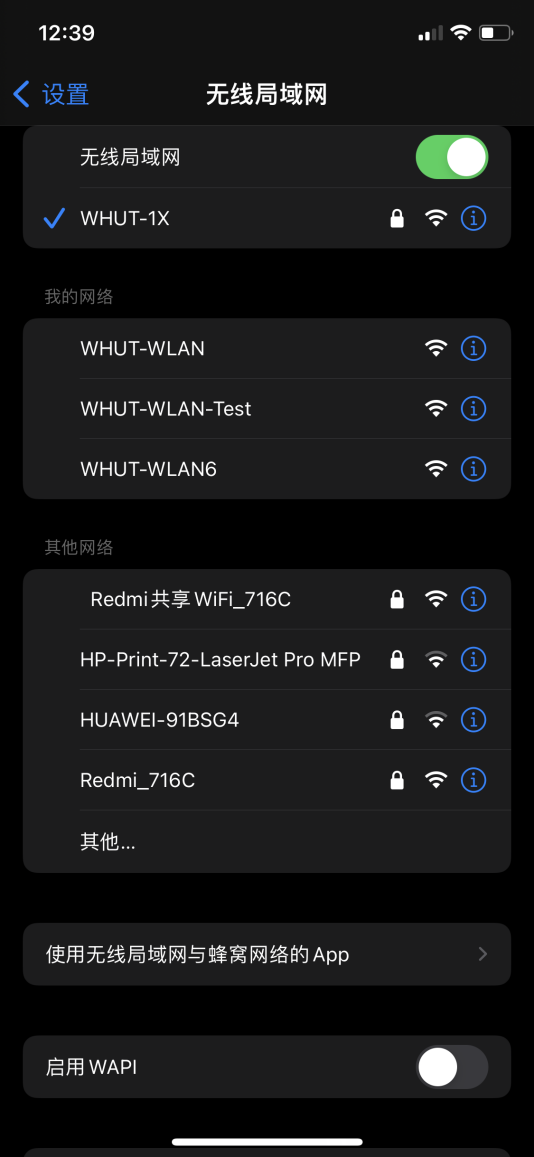 12:39
设置
无线局域网
无线局域网
WHUT-1X
我的网络
WHUT-WLAN
WHUT-WLAN-Test
WHUT-WLAN6
其他网络
Redmi共享WiFi_716C
HP-Print-72-LaserJet Pro MFP
HUAWEI-91BSG4
Redmi_716C
其他...
使用无线局域网与蜂窝网络的App
启用WAPI